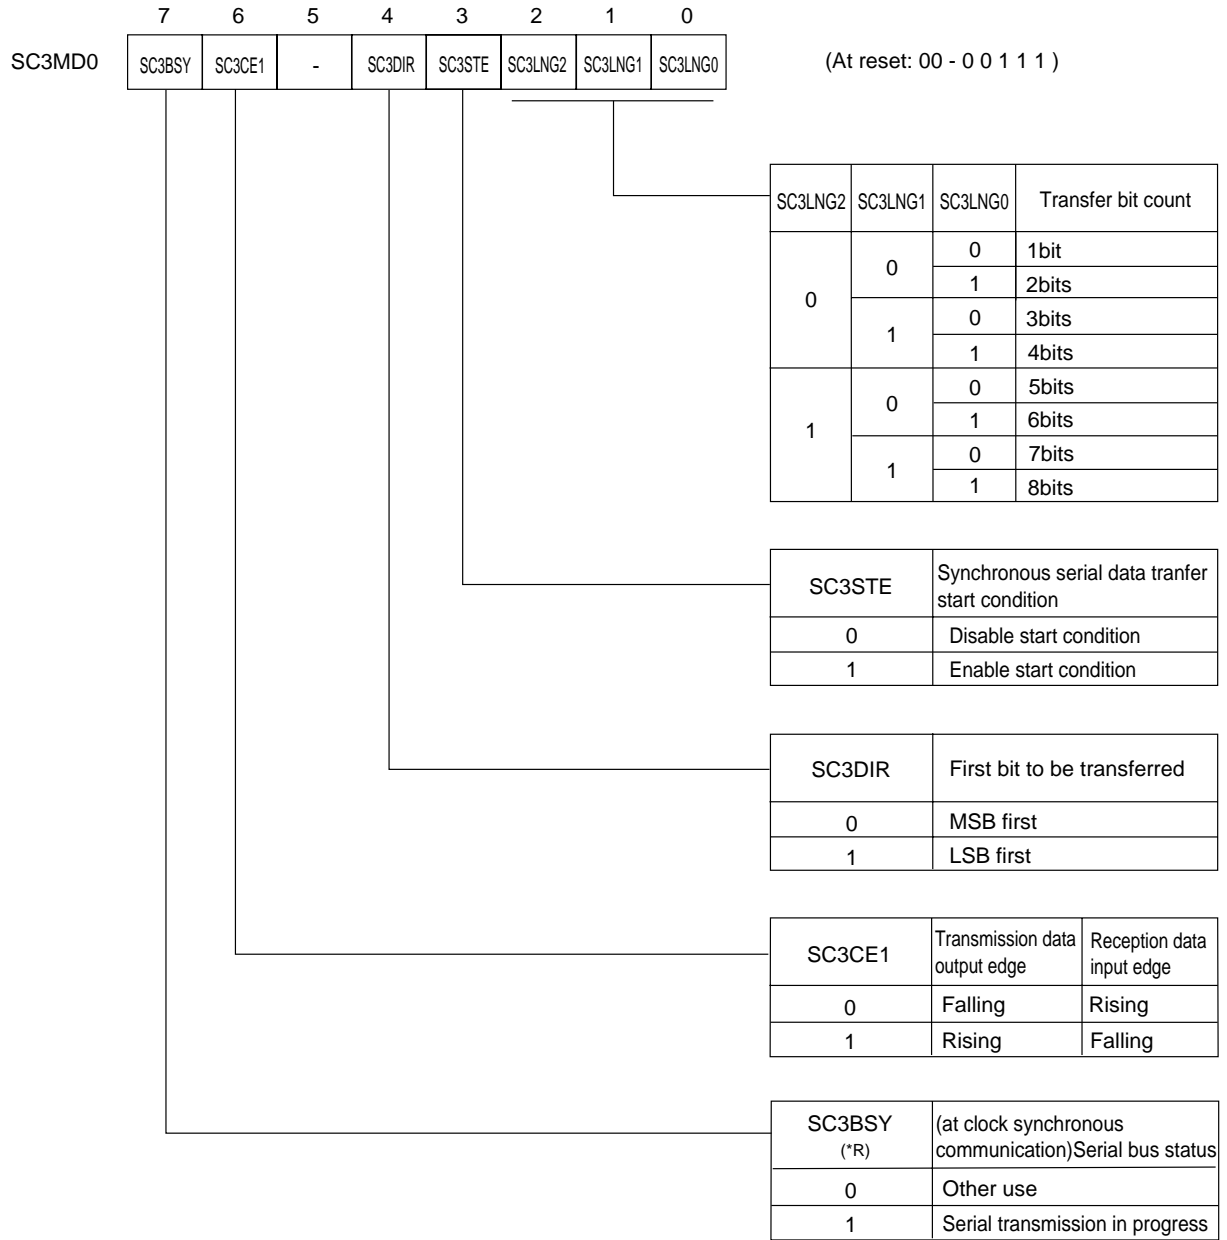 7 6 5 4 3 2 1 0
SC3MD0 SC3BSY SC3CE1 - SC3DIR SC3STE SC3LNG2 SC3LNG1 SC3LNG0 (At reset: 00 - 0 0 1 1 1 )
SC3LNG2 SC3LNG1 SC3LNG0 Transfer bit count
0 0 0 1bit
1 2bits
1 0 3bits
1 4bits
1 0 0 5bits
1 6bits
1 0 7bits
1 8bits
SC3STE Synchronous serial data tranfer
start condition
0 Disable start condition
1 Enable start condition
SC3DIR First bit to be transferred
0 MSB first
1 LSB first
SC3CE1 Transmission data Reception data
output edge input edge
0 Falling Rising
1 Rising Falling
SC3BSY (at clock synchronous
(*R) communication)Serial bus status
0 Other use
1 Serial transmission in progress